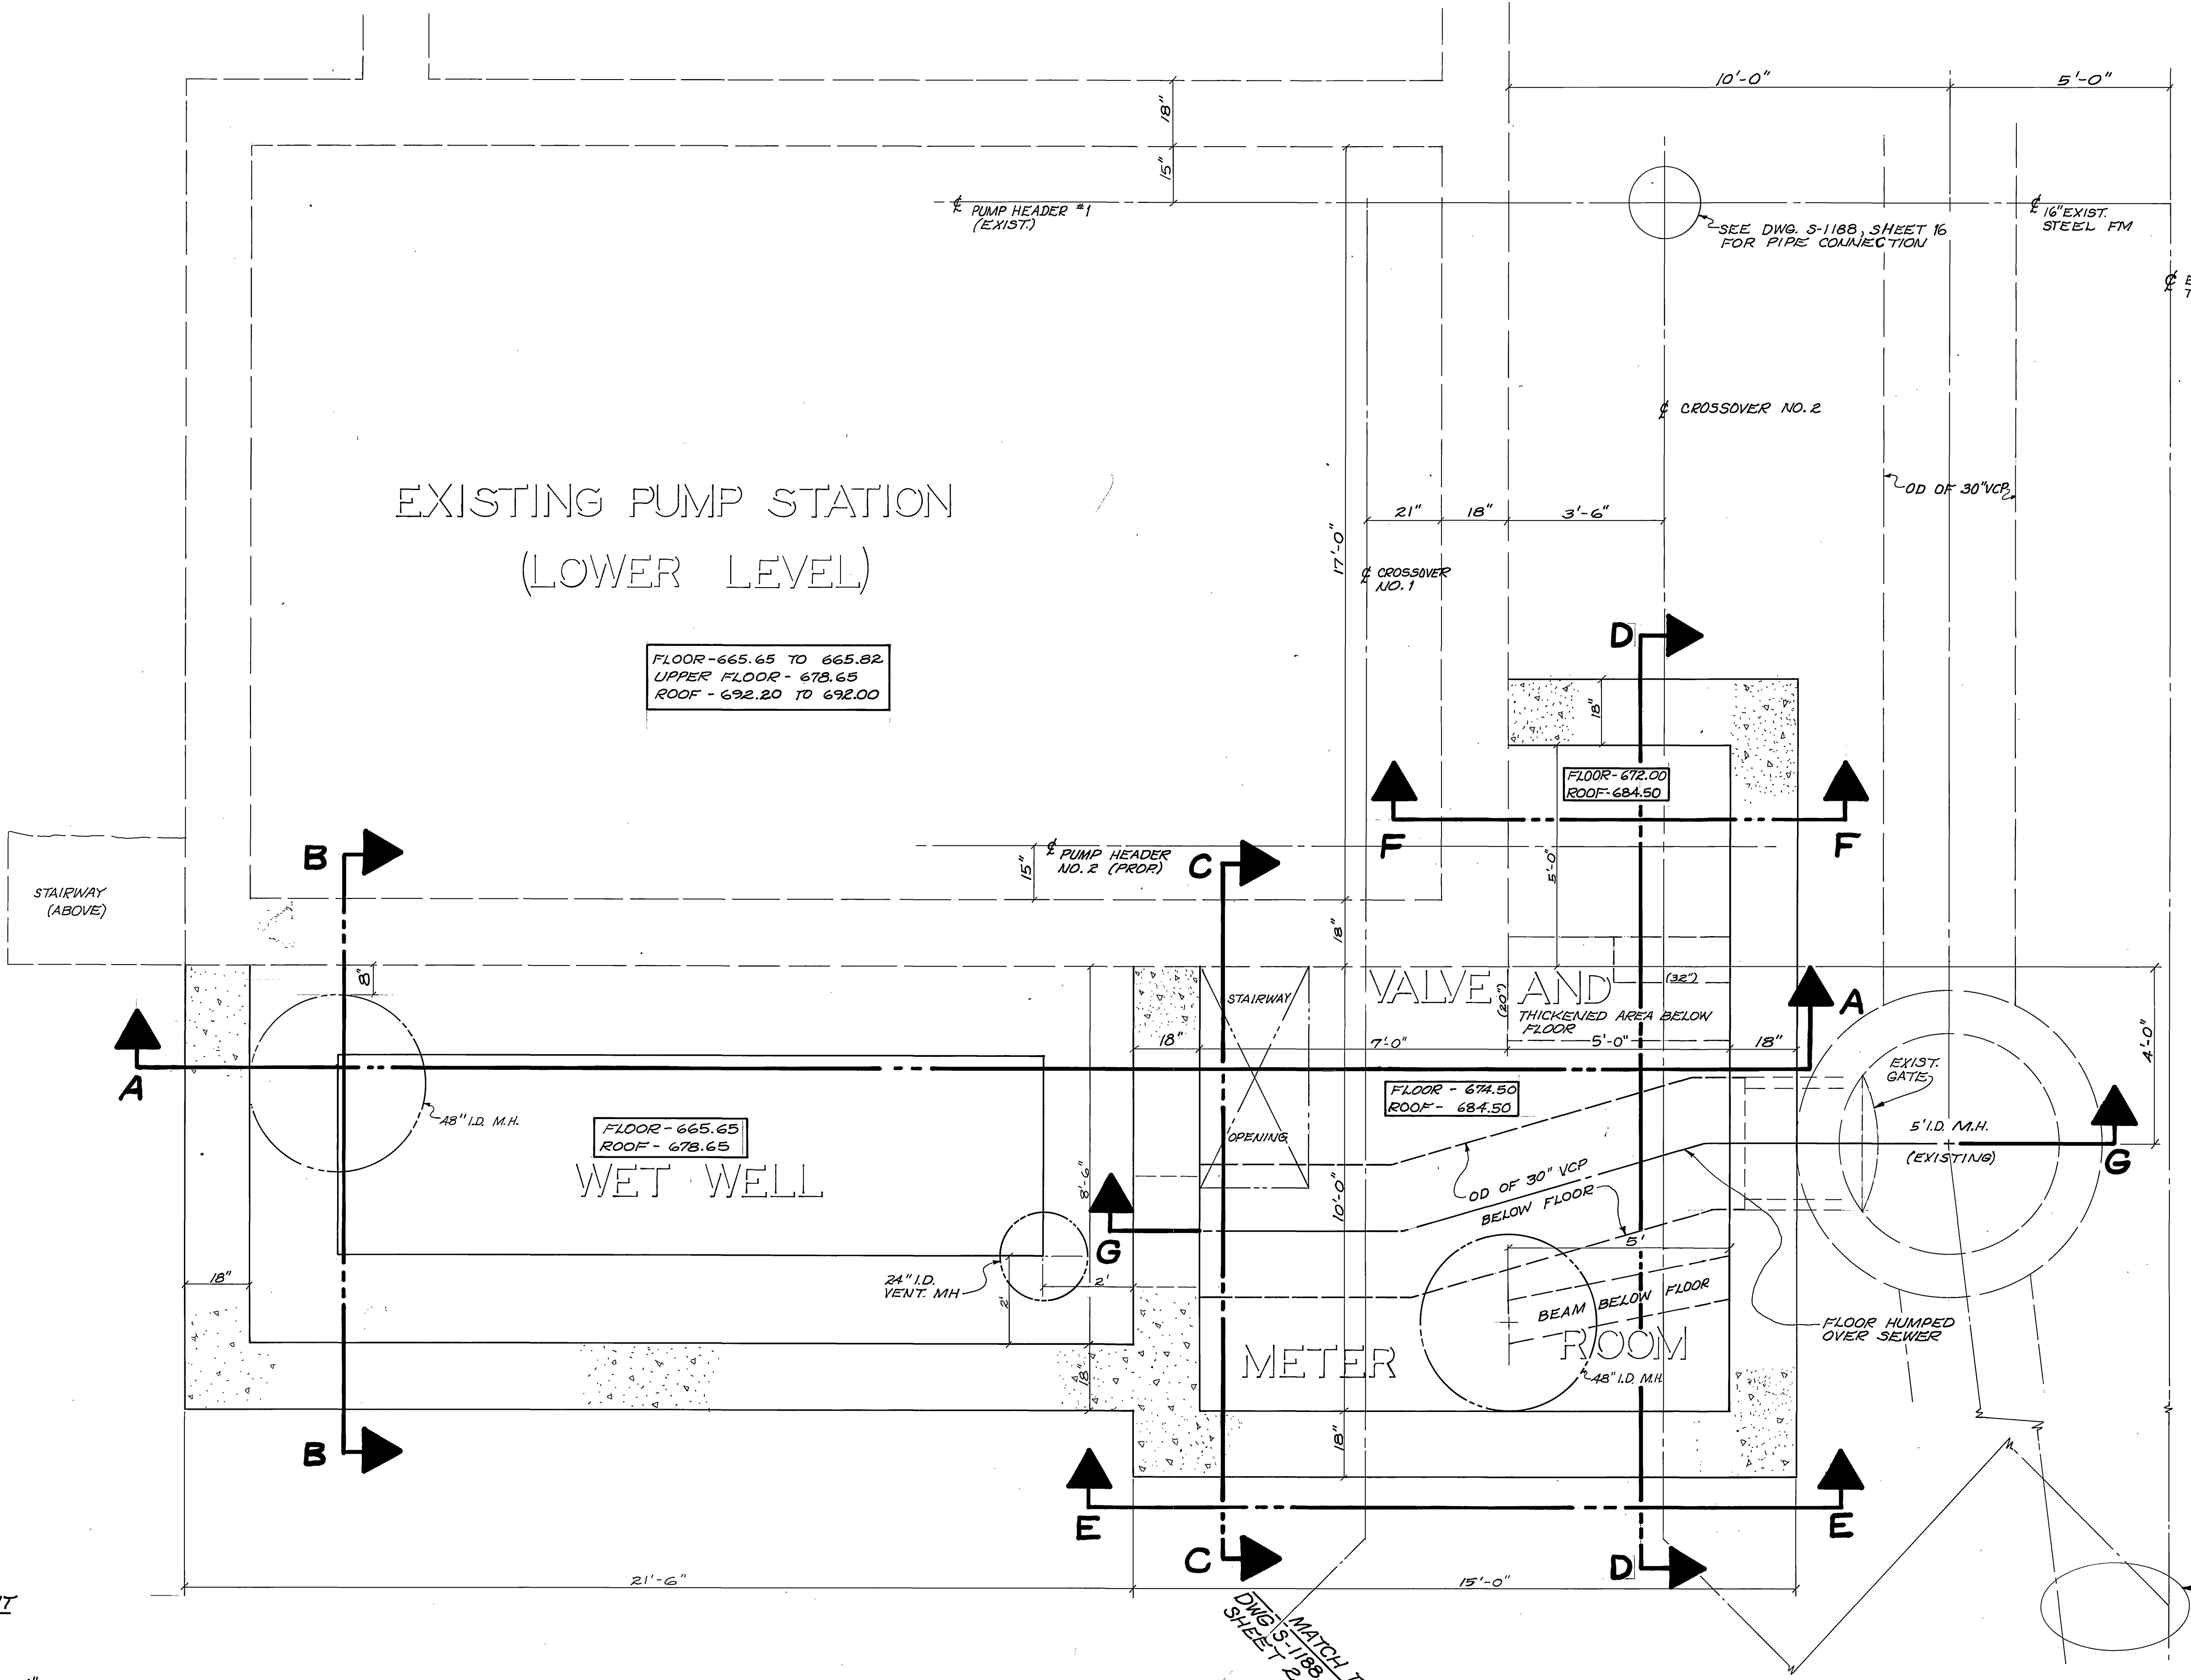 10'-0"
5'-0"
18"
15"
℄ PUMP HEADER #1
(EXIST.)
SEE DWG. S-1188, SHEET 16
FOR PIPE CONNECTION
℄ 16" EXIST.
STEEL FM
℄
℄ CROSSOVER NO. 2
EXISTING PUMP STATION
(LOWER LEVEL)
OD OF 30" VCP
21"
18"
3'-6"
17'-0"
℄ CROSSOVER
NO. 1
FLOOR-665.65 TO 665.82
UPPER FLOOR - 678.65
ROOF - 692.20 TO 692.00
D
18"
FLOOR-672.00
ROOF-684.50
F
F
B
℄ PUMP HEADER
NO. 2 (PROP.)
15"
C
5'-0"
STAIRWAY
(ABOVE)
18"
8"
STAIRWAY
OPENING
VALVE AND
(20")
(32")
THICKENED AREA BELOW
FLOOR
A
A
18"
7'-0"
5'-0"
18"
4'-0"
EXIST.
GATE
48" I.D. M.H.
FLOOR-665.65
ROOF - 678.65
WET WELL
FLOOR - 674.50
ROOF - 684.50
5' I.D. M.H.
(EXISTING)
G
G
8'-6"
10'-0"
OD OF 30" VCP
BELOW FLOOR
5'
18"
24" I.D.
VENT. MH
2'
2'
BEAM BELOW FLOOR
FLOOR HUMPED
OVER SEWER
METER
ROOM
48" I.D. M.H.
18"
18"
B
E
E
C
D
21'-6"
15'-0"
MATCH
DWG S-1188
SHEET 2